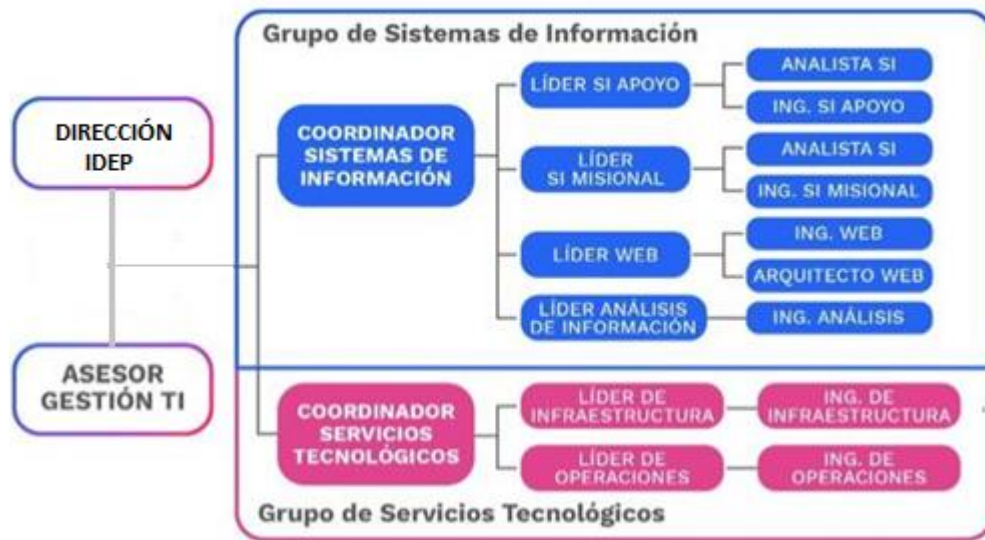 Grupo de Sistemas de Información
DIRECCIÓN
IDEP
ASESOR
GESTIÓN TI
COORDINADOR
SISTEMAS DE
INFORMACIÓN
LÍDER SI APOYO
ANALISTA SI
ING. SI APOYO
LÍDER
SI MISIONAL
ANALISTA SI
ING. SI MISIONAL
LÍDER WEB
ING. WEB
ARQUITECTO WEB
LÍDER ANÁLISIS
DE INFORMACIÓN
ING. ANÁLISIS
COORDINADOR
SERVICIOS
TECNOLÓGICOS
LÍDER DE
INFRAESTRUCTURA
ING. DE
INFRAESTRUCTURA
LÍDER DE
OPERACIONES
ING. DE
OPERACIONES
Grupo de Servicios Tecnológicos